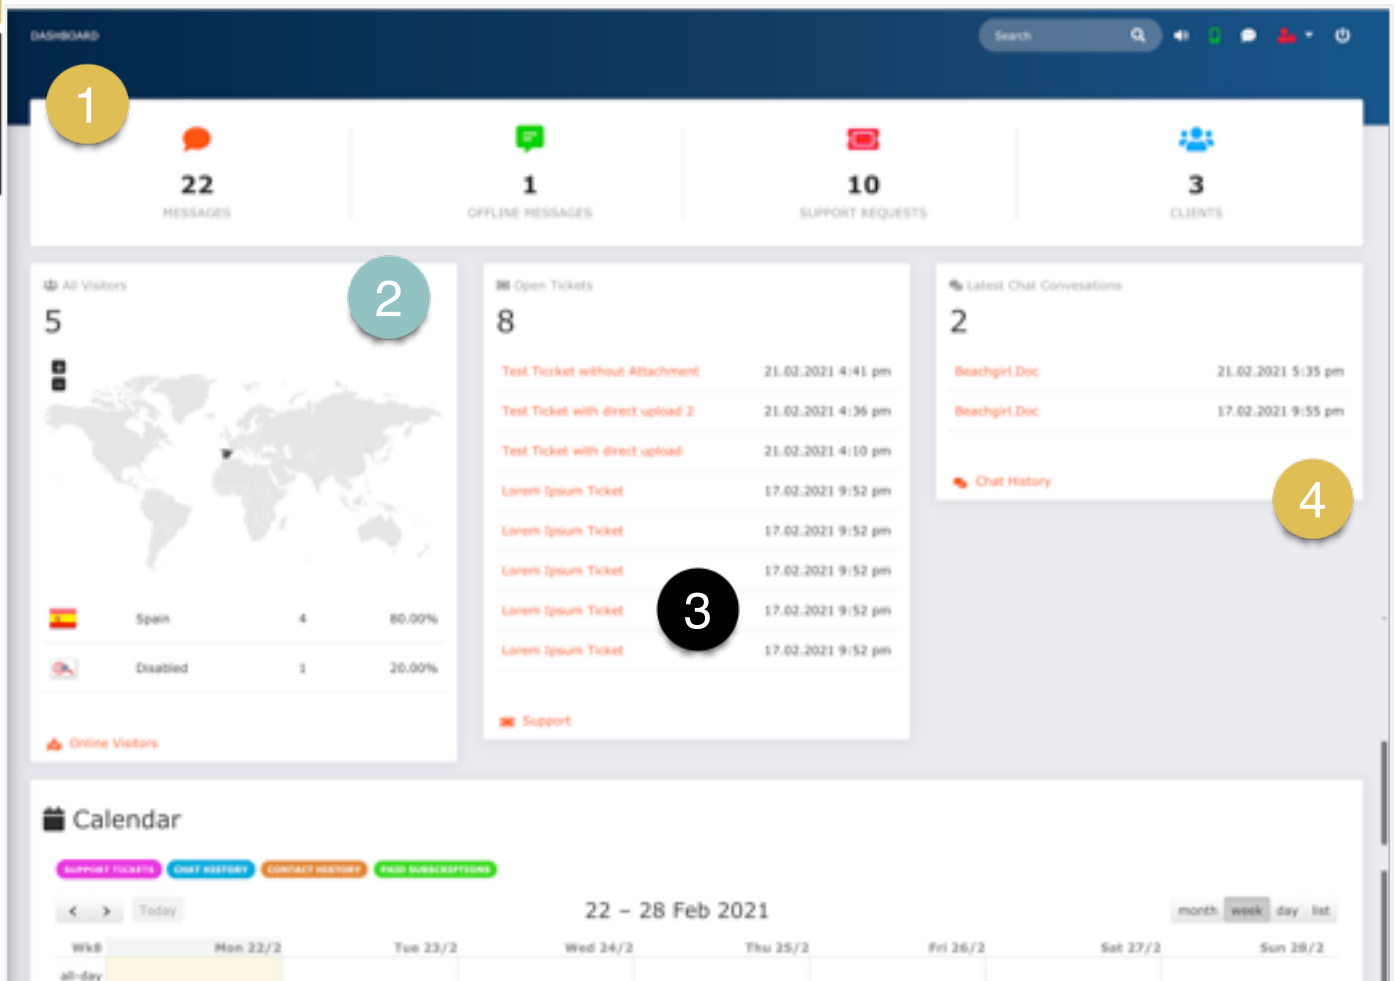 DASHBOARD
Search
1
22
MESSAGES
1
OFFLINE MESSAGES
10
SUPPORT REQUESTS
3
CLIENTS
All Visitors
5
2
Spain 4 80.00%
Disabled 1 20.00%
Online Visitors
Open Tickets
8
Test Ticcket without Attachment 21.02.2021 4:41 pm
Test Ticket with direct upload 2 21.02.2021 4:36 pm
Test Ticket with direct upload 21.02.2021 4:10 pm
Lorem Ipsum Ticket 17.02.2021 9:52 pm
Lorem Ipsum Ticket 17.02.2021 9:52 pm
Lorem Ipsum Ticket 17.02.2021 9:52 pm
Lorem Ipsum Ticket 17.02.2021 9:52 pm
Lorem Ipsum Ticket 17.02.2021 9:52 pm
3
Support
Latest Chat Convesations
2
Beachgirl.Doc 21.02.2021 5:35 pm
Beachgirl.Doc 17.02.2021 9:55 pm
Chat History
4
Calendar
SUPPORT TICKETS CHAT HISTORY CONTACT HISTORY PAID SUBSCRIPTIONS
Today 22 – 28 Feb 2021 month week day list
Wk8 Mon 22/2 Tue 23/2 Wed 24/2 Thu 25/2 Fri 26/2 Sat 27/2 Sun 28/2
all-day